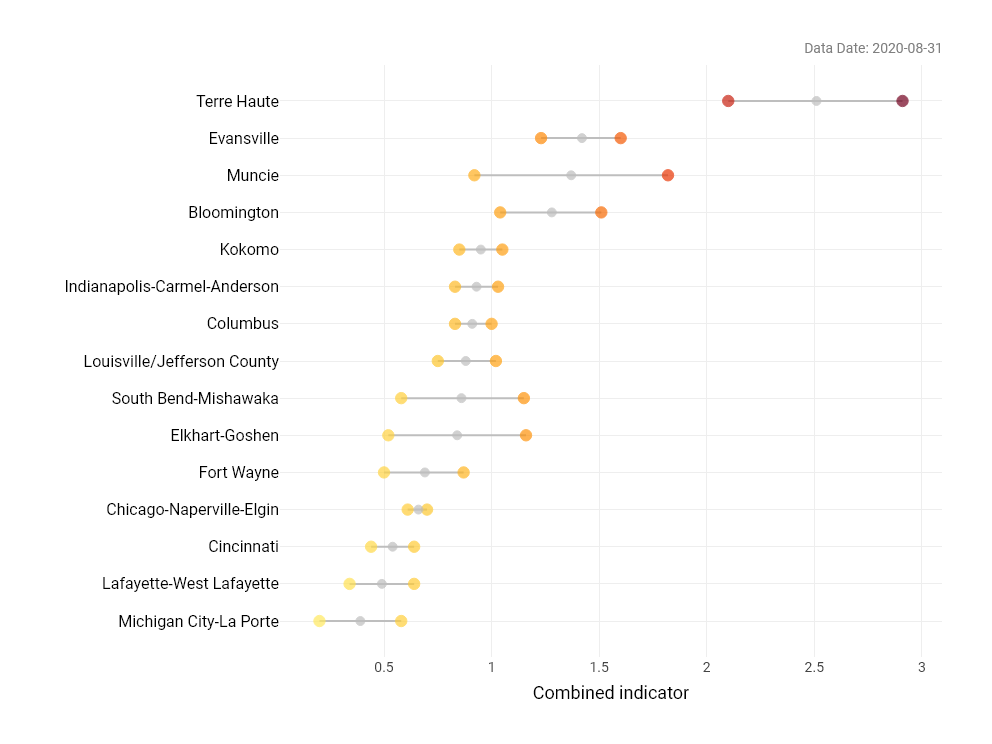 Data Date: 2020-08-31
Terre Haute
Evansville
Muncie
Bloomington
Kokomo
Indianapolis-Carmel-Anderson
Columbus
Louisville/Jefferson County
South Bend-Mishawaka
Elkhart-Goshen
Fort Wayne
Chicago-Naperville-Elgin
Cincinnati
Lafayette-West Lafayette
Michigan City-La Porte
0.5 1 1.5 2 2.5 3
Combined indicator